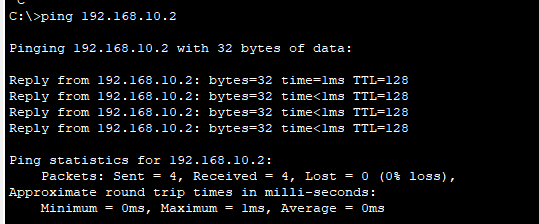 C:\>ping 192.168.10.2
Pinging 192.168.10.2 with 32 bytes of data:
Reply from 192.168.10.2: bytes=32 time=1ms TTL=128
Reply from 192.168.10.2: bytes=32 time<1ms TTL=128
Reply from 192.168.10.2: bytes=32 time<1ms TTL=128
Reply from 192.168.10.2: bytes=32 time<1ms TTL=128
Ping statistics for 192.168.10.2:
    Packets: Sent = 4, Received = 4, Lost = 0 (0% loss),
Approximate round trip times in milli-seconds:
    Minimum = 0ms, Maximum = 1ms, Average = 0ms